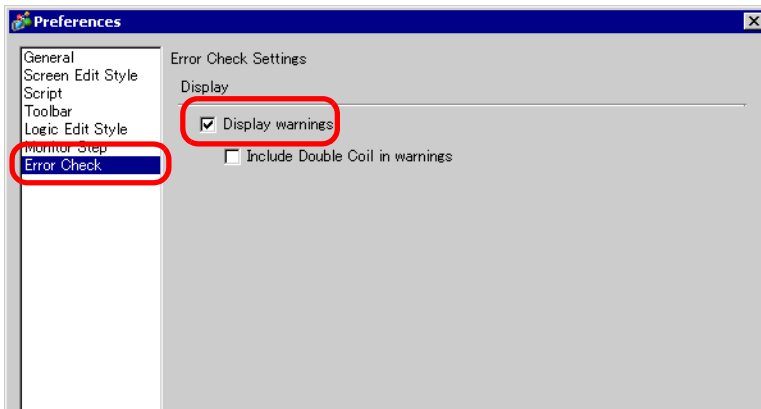 Preferences
General
Screen Edit Style
Script
Toolbar
Logic Edit Style
Monitor Step
Error Check
Error Check Settings
Display
Display warnings
Include Double Coil in warnings